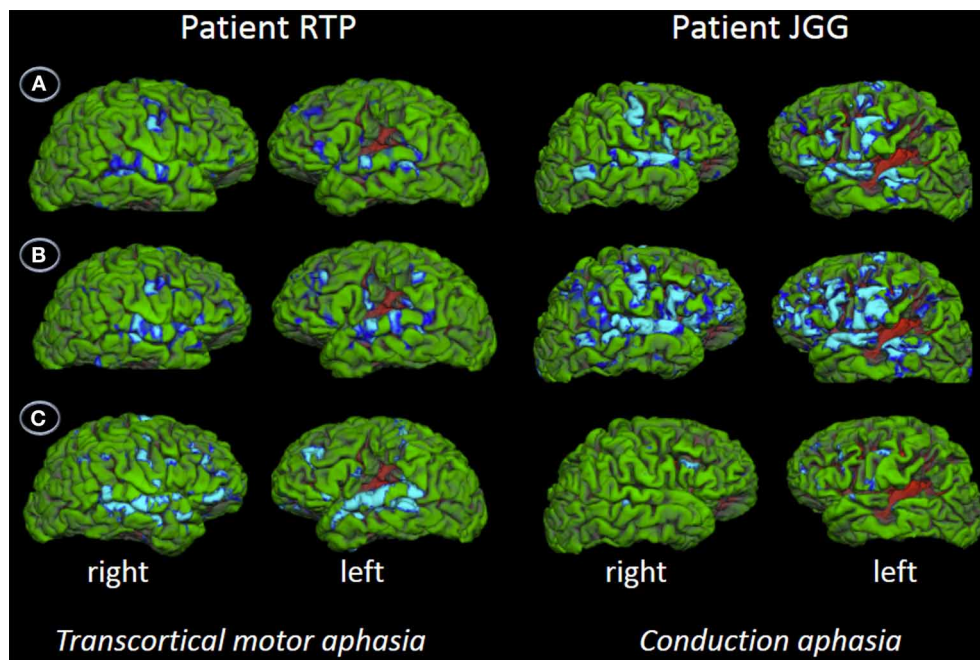 Patient RTP
Patient JGG
A
B
C
right
left
right
left
Transcortical motor aphasia
Conduction aphasia